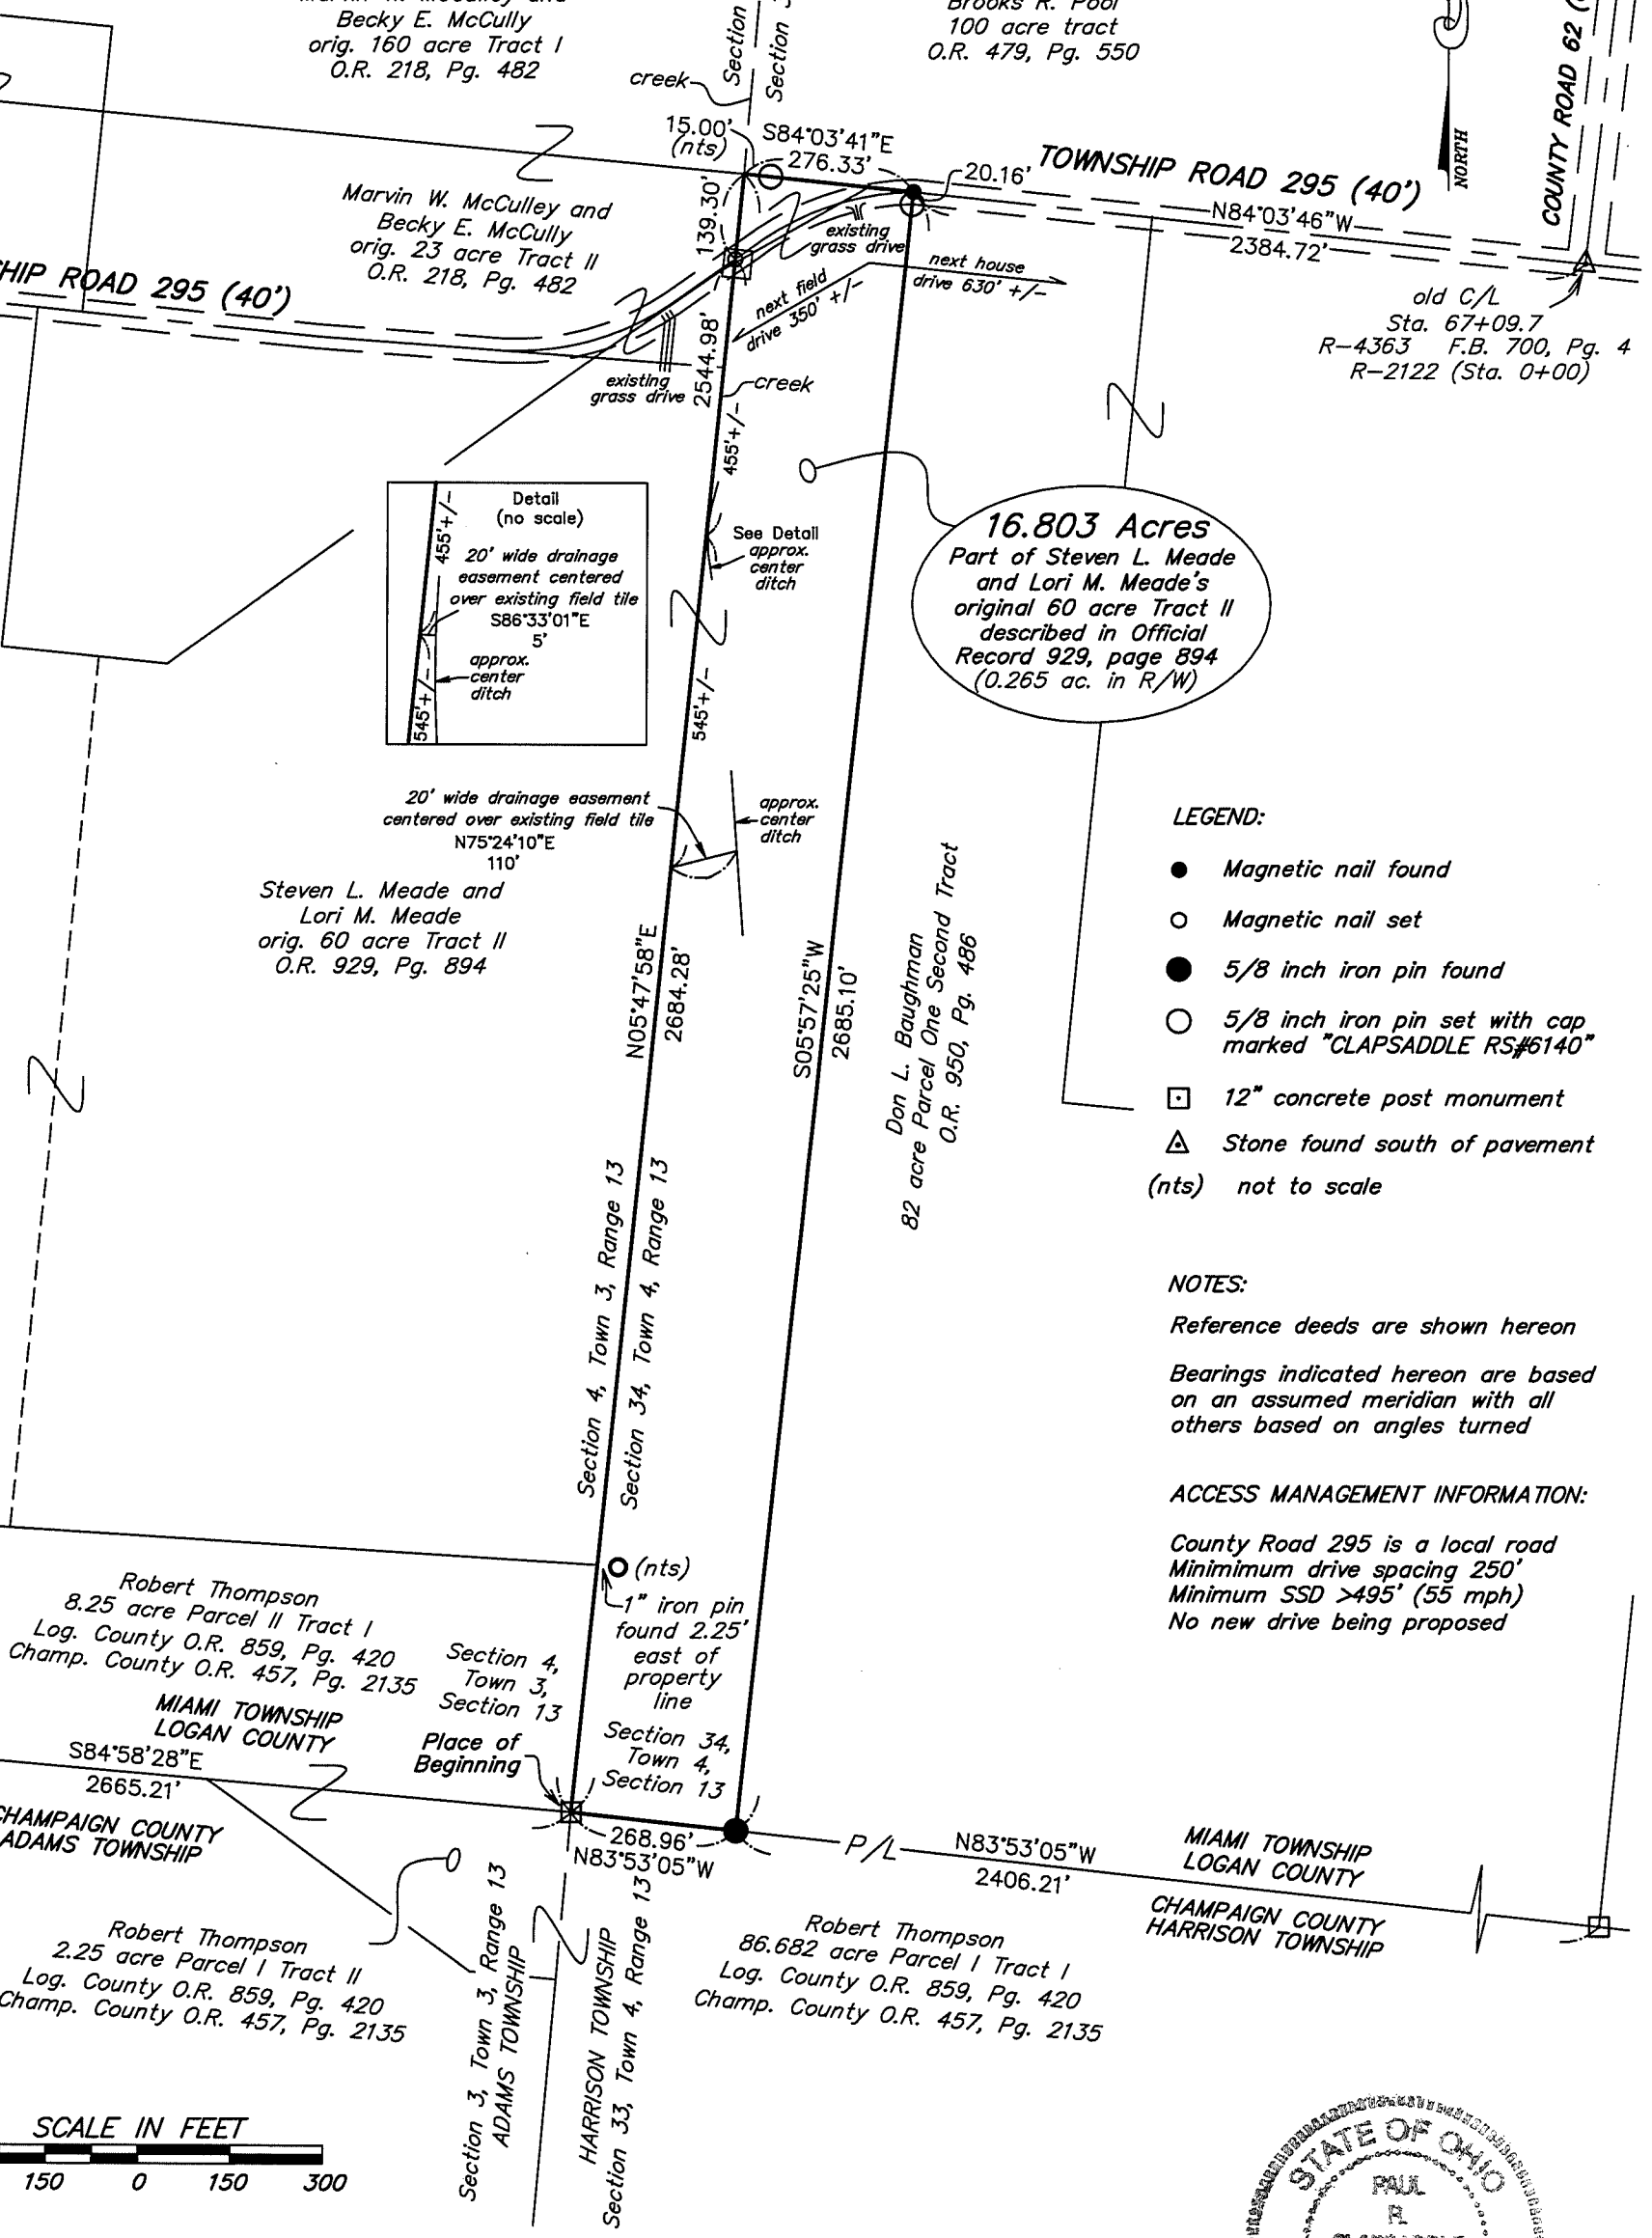 Becky E. McCully
orig. 160 acre Tract I
O.R. 218, Pg. 482
Section
Section
creek
Brooks R. Pool
100 acre tract
O.R. 479, Pg. 550
COUNTY ROAD 62
NORTH
15.00'
(nts)
S84°03'41"E
276.33'
20.16'
TOWNSHIP ROAD 295 (40')
N84°03'46"W
2384.72'
139.30'
existing
grass drive
next house
drive 630' +/-
next field
drive 350' +/-
Marvin W. McCulley and
Becky E. McCully
orig. 23 acre Tract II
O.R. 218, Pg. 482
HIP ROAD 295 (40')
old C/L
Sta. 67+09.7
R-4363 F.B. 700, Pg. 4
R-2122 (Sta. 0+00)
existing
grass drive
2544.98'
creek
455'+/-
Detail
(no scale)
455'+/-
20' wide drainage
easement centered
over existing field tile
S86°33'01"E
5'
approx.
center
ditch
545'+/-
See Detail
approx.
center
ditch
16.803 Acres
Part of Steven L. Meade
and Lori M. Meade's
original 60 acre Tract II
described in Official
Record 929, page 894
(0.265 ac. in R/W)
545'+/-
20' wide drainage easement
centered over existing field tile
N75°24'10"E
110'
approx.
center
ditch
Steven L. Meade and
Lori M. Meade
orig. 60 acre Tract II
O.R. 929, Pg. 894
N05°47'58"E
2684.28'
S05°57'25"W
2685.10'
Don L. Baughman
82 acre Parcel One Second Tract
O.R. 950, Pg. 486
LEGEND:
Magnetic nail found
Magnetic nail set
5/8 inch iron pin found
5/8 inch iron pin set with cap
marked "CLAPSADDLE RS#6140"
12" concrete post monument
Stone found south of pavement
(nts) not to scale
Section 4, Town 3, Range 13
Section 34, Town 4, Range 13
NOTES:
Reference deeds are shown hereon
Bearings indicated hereon are based
on an assumed meridian with all
others based on angles turned
ACCESS MANAGEMENT INFORMATION:
County Road 295 is a local road
Minimimum drive spacing 250'
Minimum SSD >495' (55 mph)
No new drive being proposed
(nts)
1" iron pin
found 2.25'
east of
property
line
Robert Thompson
8.25 acre Parcel II Tract I
Log. County O.R. 859, Pg. 420
Champ. County O.R. 457, Pg. 2135
Section 4,
Town 3,
Section 13
MIAMI TOWNSHIP
LOGAN COUNTY
Place of
Beginning
Section 34,
Town 4,
Section 13
S84°58'28"E
2665.21'
CHAMPAIGN COUNTY
ADAMS TOWNSHIP
268.96'
N83°53'05"W
P/L
N83°53'05"W
2406.21'
MIAMI TOWNSHIP
LOGAN COUNTY
CHAMPAIGN COUNTY
HARRISON TOWNSHIP
Robert Thompson
2.25 acre Parcel I Tract II
Log. County O.R. 859, Pg. 420
Champ. County O.R. 457, Pg. 2135
Section 3, Town 3, Range 13
ADAMS TOWNSHIP
HARRISON TOWNSHIP
Section 33, Town 4, Range 13
Robert Thompson
86.682 acre Parcel I Tract I
Log. County O.R. 859, Pg. 420
Champ. County O.R. 457, Pg. 2135
SCALE IN FEET
150 0 150 300
STATE OF OHIO
PAUL
R.